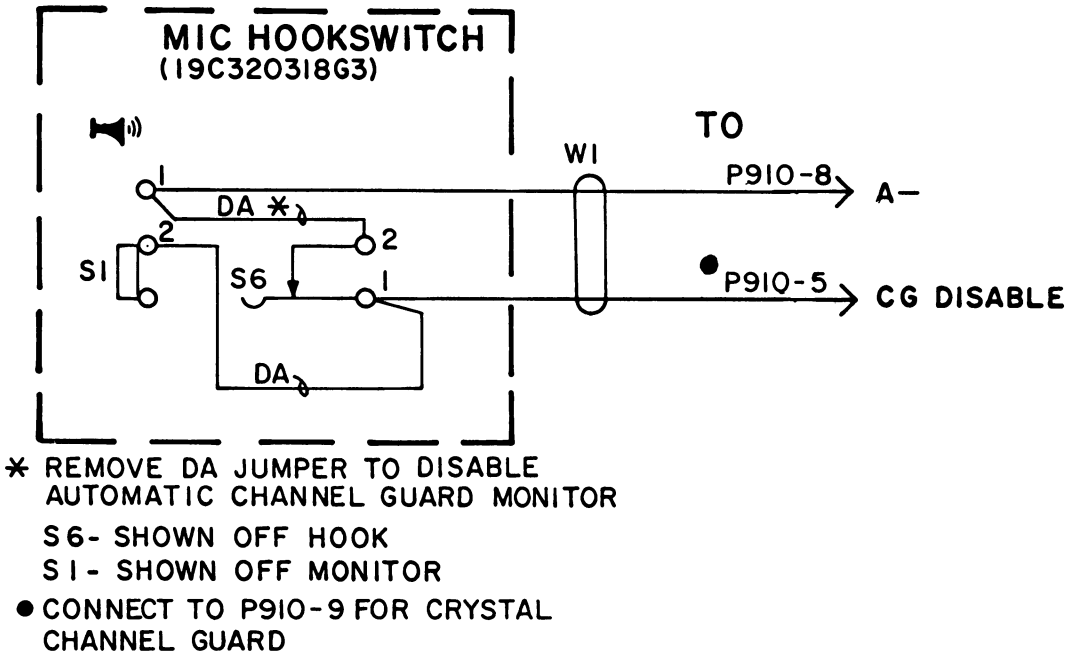 MIC HOOKSWITCH
(19C320318G3)
TO
W1
1
P910-8
A-
DA *
2
2
S1
S6
1
P910-5
CG DISABLE
DA
* REMOVE DA JUMPER TO DISABLE
AUTOMATIC CHANNEL GUARD MONITOR
S6- SHOWN OFF HOOK
S1- SHOWN OFF MONITOR
● CONNECT TO P910-9 FOR CRYSTAL
CHANNEL GUARD